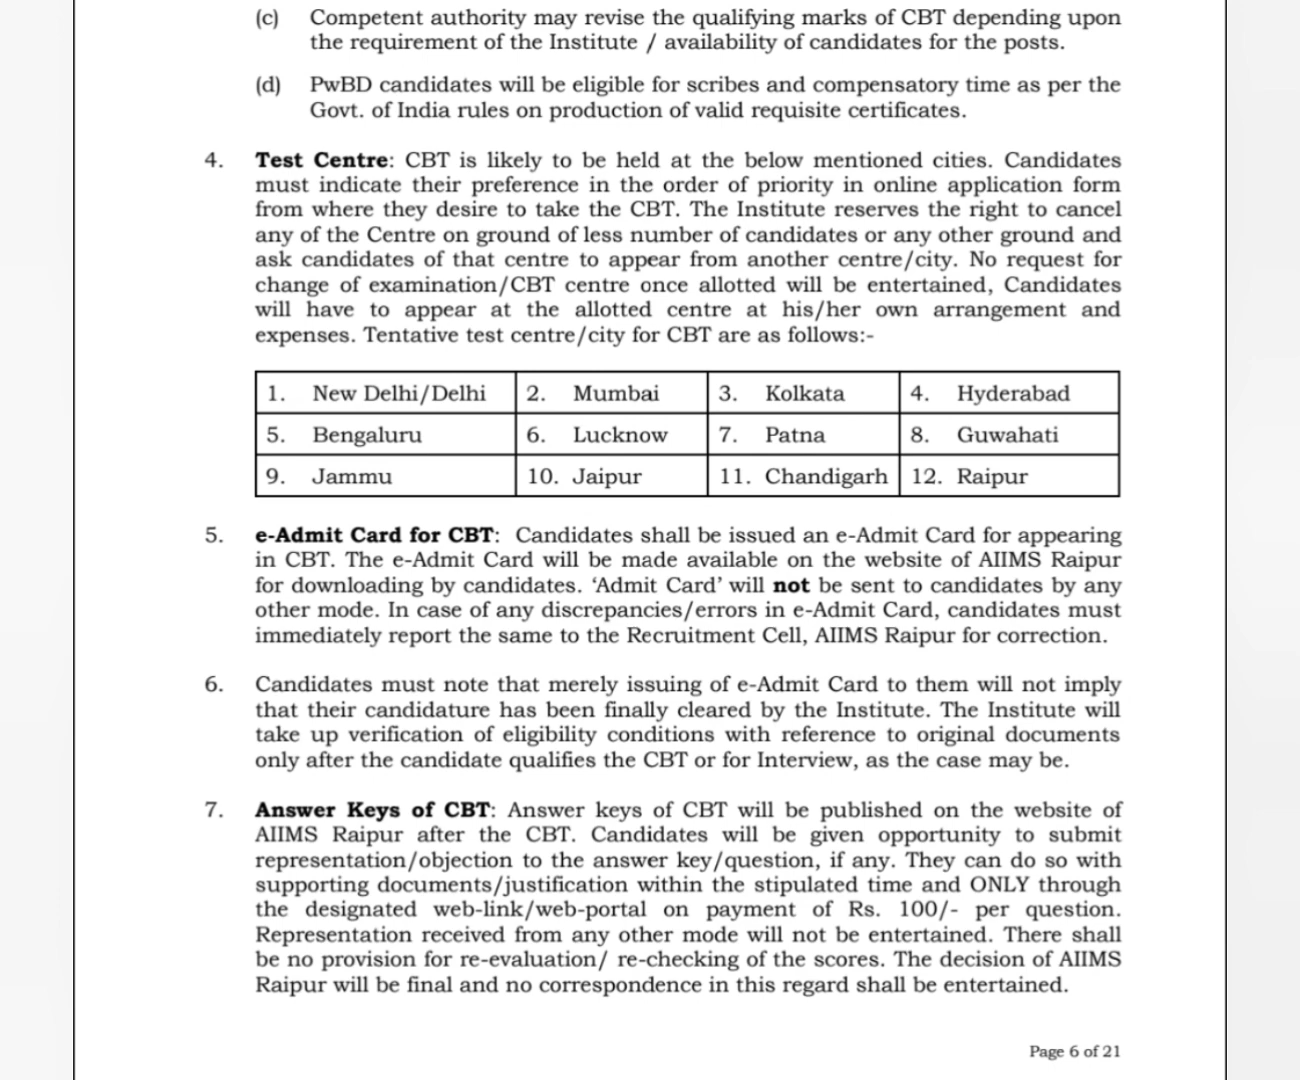 (c) Competent authority may revise the qualifying marks of CBT depending upon
the requirement of the Institute / availability of candidates for the posts.
(d) PwBD candidates will be eligible for scribes and compensatory time as per the
Govt. of India rules on production of valid requisite certificates.
4. Test Centre: CBT is likely to be held at the below mentioned cities. Candidates
must indicate their preference in the order of priority in online application form
from where they desire to take the CBT. The Institute reserves the right to cancel
any of the Centre on ground of less number of candidates or any other ground and
ask candidates of that centre to appear from another centre/city. No request for
change of examination/CBT centre once allotted will be entertained, Candidates
will have to appear at the allotted centre at his/her own arrangement and
expenses. Tentative test centre/city for CBT are as follows:-
1. New Delhi/Delhi 2. Mumbai 3. Kolkata 4. Hyderabad
5. Bengaluru 6. Lucknow 7. Patna 8. Guwahati
9. Jammu 10. Jaipur 11. Chandigarh 12. Raipur
5. e-Admit Card for CBT: Candidates shall be issued an e-Admit Card for appearing
in CBT. The e-Admit Card will be made available on the website of AIIMS Raipur
for downloading by candidates. ‘Admit Card’ will not be sent to candidates by any
other mode. In case of any discrepancies/errors in e-Admit Card, candidates must
immediately report the same to the Recruitment Cell, AIIMS Raipur for correction.
6. Candidates must note that merely issuing of e-Admit Card to them will not imply
that their candidature has been finally cleared by the Institute. The Institute will
take up verification of eligibility conditions with reference to original documents
only after the candidate qualifies the CBT or for Interview, as the case may be.
7. Answer Keys of CBT: Answer keys of CBT will be published on the website of
AIIMS Raipur after the CBT. Candidates will be given opportunity to submit
representation/objection to the answer key/question, if any. They can do so with
supporting documents/justification within the stipulated time and ONLY through
the designated web-link/web-portal on payment of Rs. 100/- per question.
Representation received from any other mode will not be entertained. There shall
be no provision for re-evaluation/ re-checking of the scores. The decision of AIIMS
Raipur will be final and no correspondence in this regard shall be entertained.
Page 6 of 21